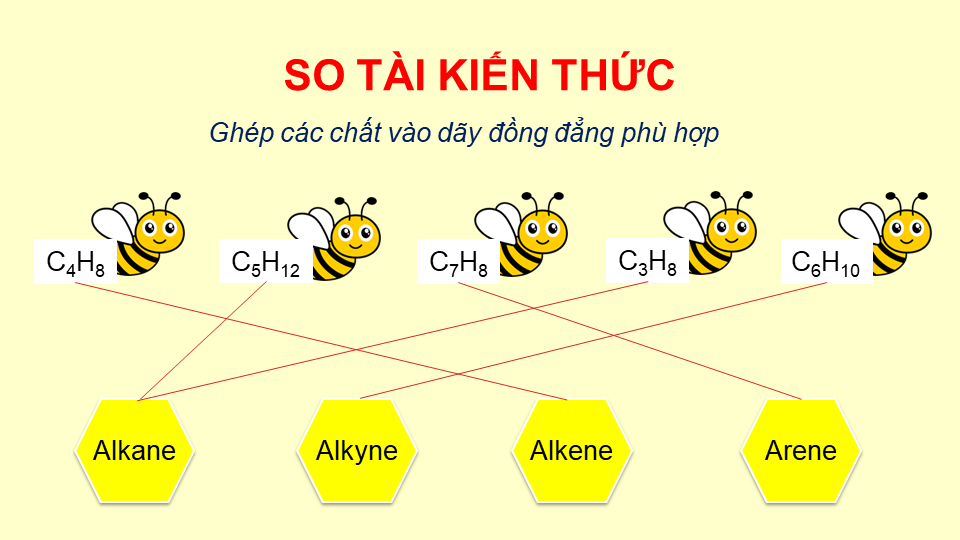 SO TÀI KIẾN THỨC
Ghép các chất vào dãy đồng đẳng phù hợp
C₄H₈ C₅H₁₂ C₇H₈ C₃H₈ C₆H₁₀
Alkane Alkyne Alkene Arene